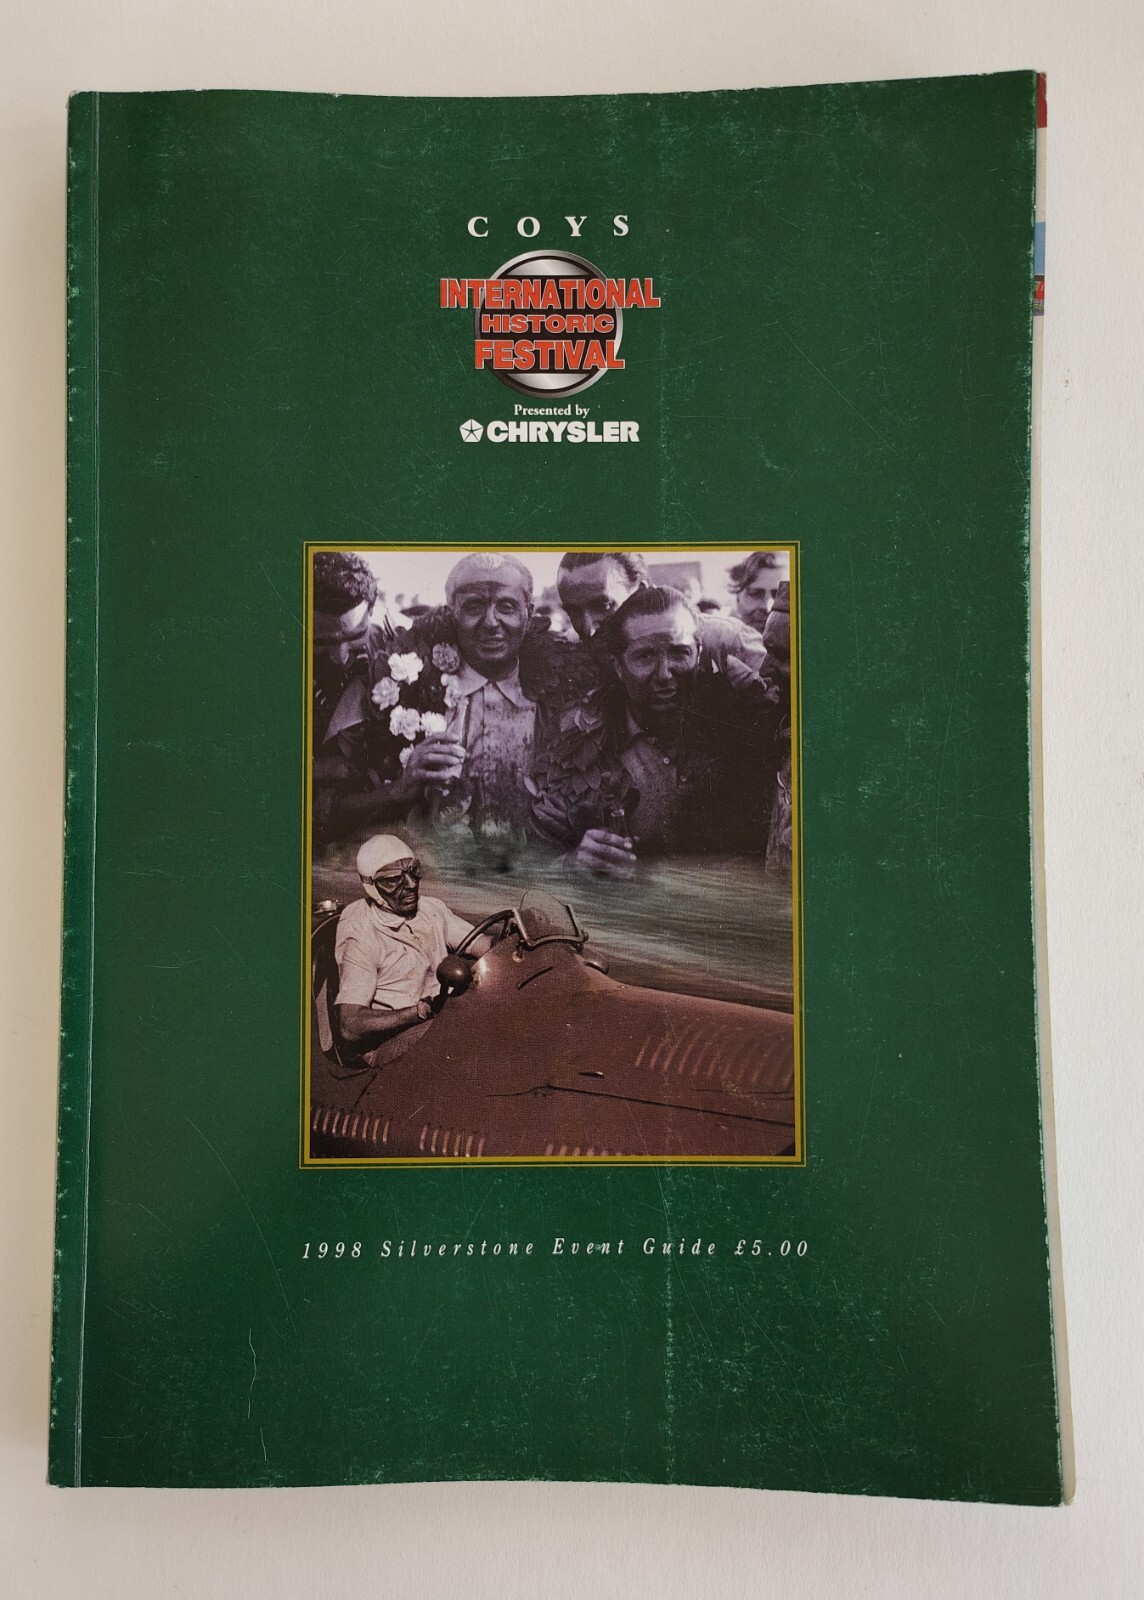 COYS
INTERNATIONAL
HISTORIC
FESTIVAL
Presented by
CHRYSLER
1998 Silverstone Event Guide £5.00